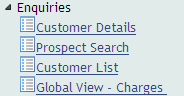 Enquiries
Customer Details
Prospect Search
Customer List
Global View - Charges